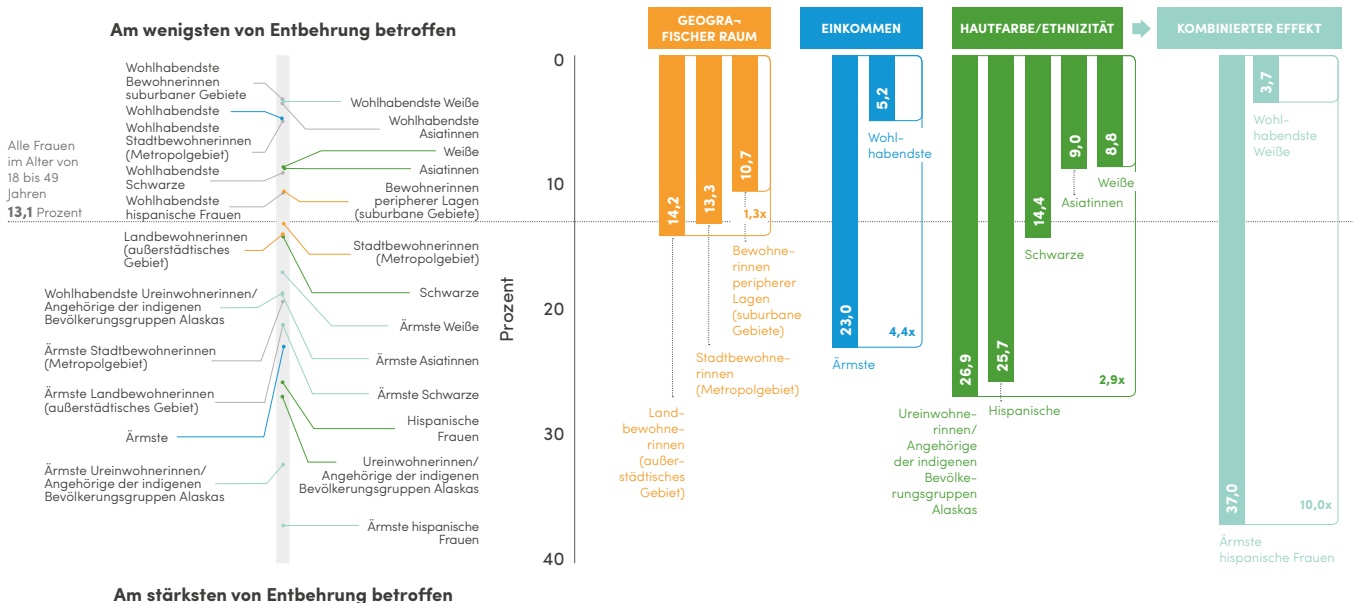 Am wenigsten von Entbehrung betroffen
Wohlhabendste
Bewohnerinnen
suburbaner Gebiete
Wohlhabendste
Wohlhabendste
Stadtbewohnerinnen
(Metropolgebiet)
Wohlhabendste
Schwarze
Wohlhabendste
hispanische Frauen
Landbewohnerinnen
(außerstädtisches
Gebiet)
Wohlhabendste Ureinwohnerinnen/
Angehörige der indigenen
Bevölkerungsgruppen Alaskas
Ärmste Stadtbewohnerinnen
(Metropolgebiet)
Ärmste Landbewohnerinnen
(außerstädtisches Gebiet)
Ärmste
Ärmste Ureinwohnerinnen/
Angehörige der indigenen
Bevölkerungsgruppen Alaskas
Alle Frauen
im Alter von
18 bis 49
Jahren
13,1 Prozent
Wohlhabendste Weiße
Wohlhabendste
Asiatinnen
Weiße
Asiatinnen
Bewohnerinnen
peripherer Lagen
(suburbane Gebiete)
Stadtbewohnerinnen
(Metropolgebiet)
Schwarze
Ärmste Weiße
Ärmste Asiatinnen
Ärmste Schwarze
Hispanische
Frauen
Ureinwohnerinnen/
Angehörige der indigenen
Bevölkerungsgruppen Alaskas
Ärmste hispanische
Frauen
Am stärksten von Entbehrung betroffen
Prozent
0
10
20
30
40
GEOGRA¬
FISCHER RAUM
14,2
13,3
10,7
1,3x
Land-
bewohne-
rinnen
(außer-
städtisches
Gebiet)
Stadtbewohne-
rinnen
(Metropolgebiet)
Bewohne-
rinnen
peripherer
Lagen
(suburbane
Gebiete)
EINKOMMEN
23,0
5,2
4,4x
Ärmste
Wohl-
habendste
HAUTFARBE/ETHNIZITÄT
26,9
25,7
14,4
9,0
8,8
2,9x
Ureinwohne-
rinnen/
Angehörige
der indigenen
Bevölke-
rungsgruppen
Alaskas
Hispanische
Schwarze
Asiatinnen
Weiße
KOMBINIERTER EFFEKT
37,0
3,7
10,0x
Ärmste
hispanische Frauen
Wohl-
habendste
Weiße